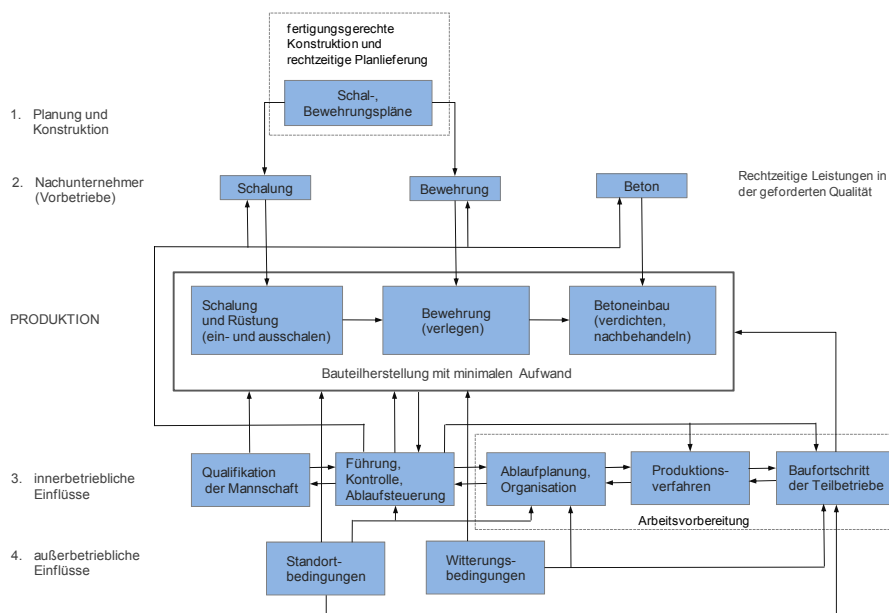 fertigungsgerechte
Konstruktion und
rechtzeitige Planlieferung
Schal-,
Bewehrungspläne
1. Planung und
Konstruktion
2. Nachunternehmer
(Vorbetriebe)
Schalung
Bewehrung
Beton
Rechtzeitige Leistungen in
der geforderten Qualität
PRODUKTION
Schalung
und Rüstung
(ein- und ausschalen)
Bewehrung
(verlegen)
Betoneinbau
(verdichten,
nachbehandeln)
Bauteilherstellung mit minimalen Aufwand
3. innerbetriebliche
Einflüsse
Qualifikation
der Mannschaft
Führung,
Kontrolle,
Ablaufsteuerung
Ablaufplanung,
Organisation
Produktions-
verfahren
Baufortschritt
der Teilbetriebe
Arbeitsvorbereitung
4. außerbetriebliche
Einflüsse
Standort-
bedingungen
Witterungs-
bedingungen